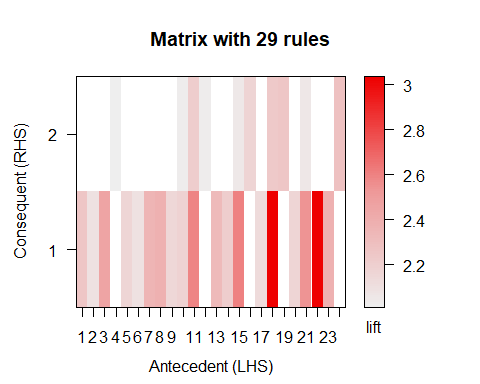 Matrix with 29 rules
Consequent (RHS)
2
1
1 2 3 4 5 6 7 8 9 11 13 15 17 19 21 23
Antecedent (LHS)
3
2.8
2.6
2.4
2.2
lift